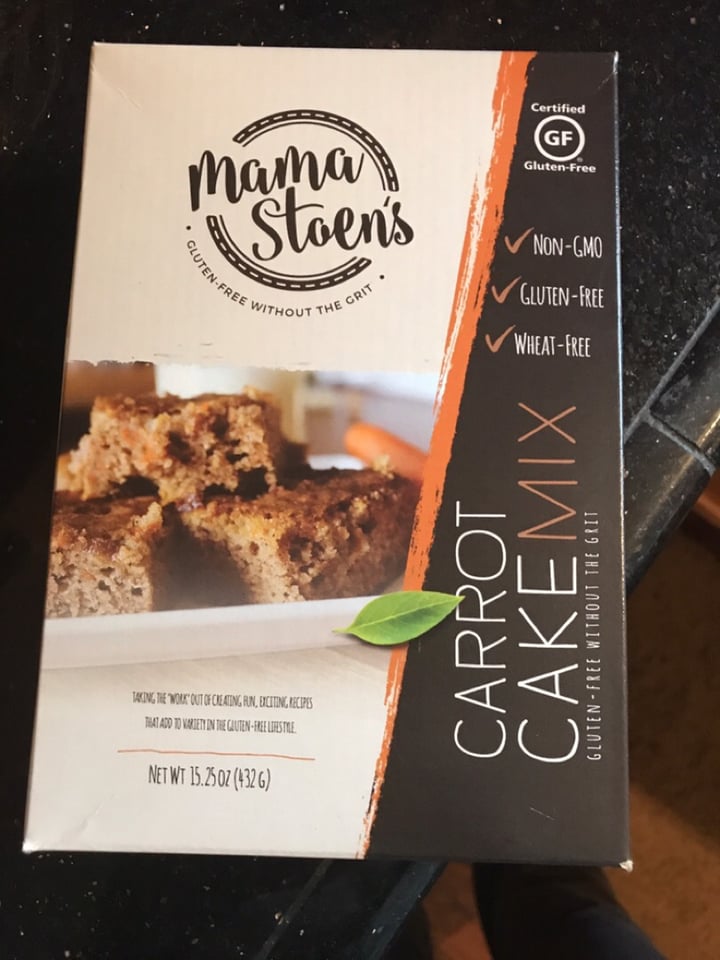 mama
Stoen's
• GLUTEN-FREE WITHOUT THE GRIT •
Certified
GF
®
Gluten-Free
NON-GMO
GLUTEN-FREE
WHEAT-FREE
CARROT
CAKE MIX
GLUTEN-FREE WITHOUT THE GRIT
TAKING THE "WORK" OUT OF CREATING FUN, EXCITING RECIPES
THAT ADD TO VARIETY IN THE GLUTEN-FREE LIFESTYLE.
NET WT 15.25 OZ (432 G)